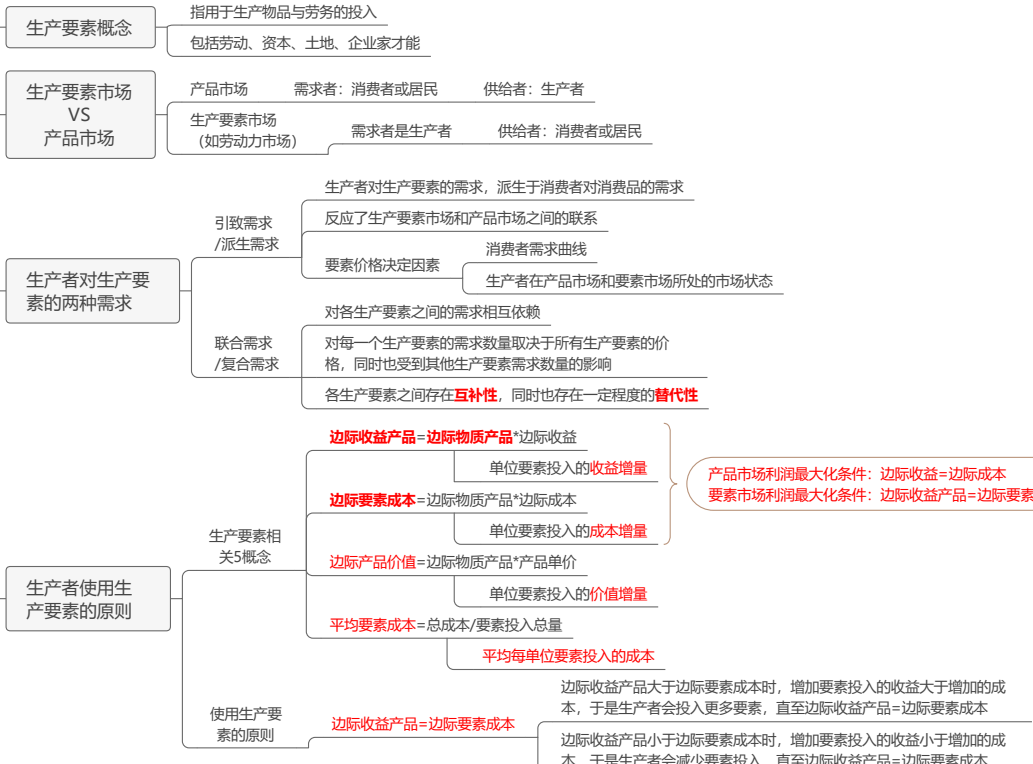 生产要素概念
指用于生产物品与劳务的投入
包括劳动、资本、土地、企业家才能
生产要素市场
VS
产品市场
产品市场 需求者：消费者或居民 供给者：生产者
生产要素市场
（如劳动力市场）
需求者是生产者 供给者：消费者或居民
生产者对生产要
素的两种需求
引致需求
/派生需求
生产者对生产要素的需求，派生于消费者对消费品的需求
反应了生产要素市场和产品市场之间的联系
要素价格决定因素
消费者需求曲线
生产者在产品市场和要素市场所处的市场状态
联合需求
/复合需求
对各生产要素之间的需求相互依赖
对每一个生产要素的需求数量取决于所有生产要素的价
格，同时也受到其他生产要素需求数量的影响
各生产要素之间存在互补性，同时也存在一定程度的替代性
生产者使用生
产要素的原则
生产要素相
关5概念
边际收益产品=边际物质产品*边际收益
单位要素投入的收益增量
边际要素成本=边际物质产品*边际成本
单位要素投入的成本增量
产品市场利润最大化条件：边际收益=边际成本
要素市场利润最大化条件：边际收益产品=边际要素
边际产品价值=边际物质产品*产品单价
单位要素投入的价值增量
平均要素成本=总成本/要素投入总量
平均每单位要素投入的成本
使用生产要
素的原则
边际收益产品=边际要素成本
边际收益产品大于边际要素成本时，增加要素投入的收益大于增加的成
本，于是生产者会投入更多要素，直至边际收益产品=边际要素成本
边际收益产品小于边际要素成本时，增加要素投入的收益小于增加的成
本，于是生产者会减少要素投入，直至边际收益产品=边际要素成本